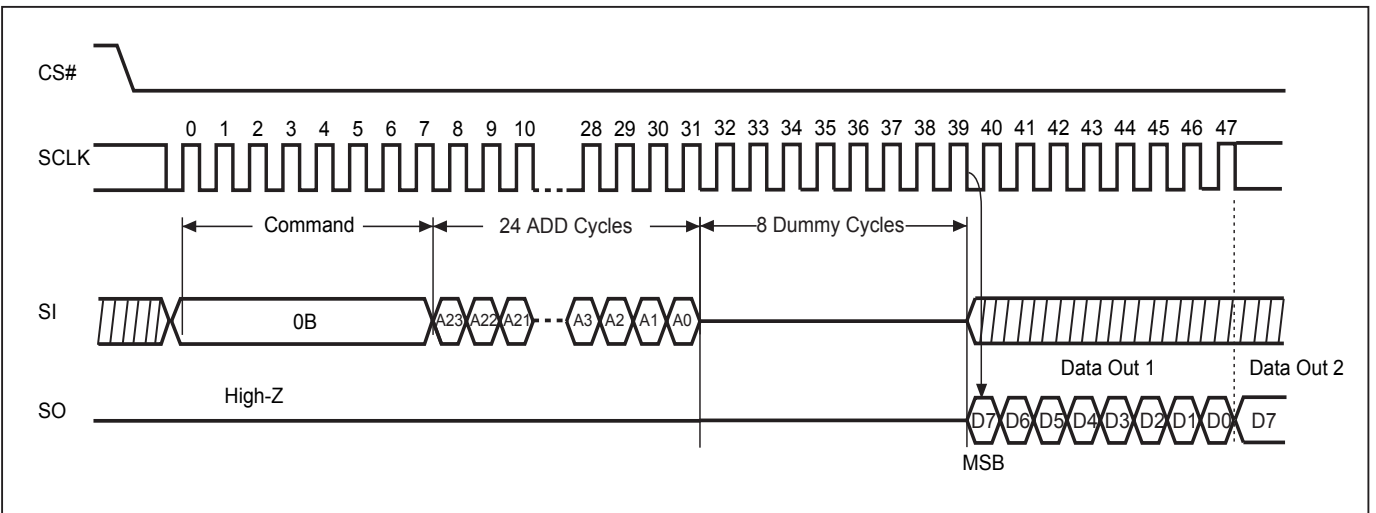 CS#
0 1 2 3 4 5 6 7 8 9 10 28 29 30 31 32 33 34 35 36 37 38 39 40 41 42 43 44 45 46 47
SCLK
Command 24 ADD Cycles 8 Dummy Cycles
SI 0B A23 A22 A21 A3 A2 A1 A0
Data Out 1 Data Out 2
High-Z
SO D7 D6 D5 D4 D3 D2 D1 D0 D7
MSB